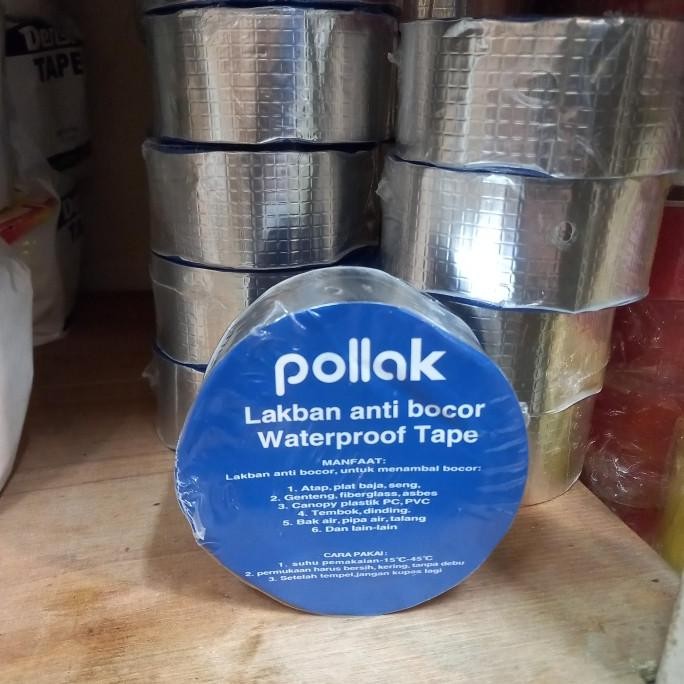 TAPE
pollak
Lakban anti bocor
Waterproof Tape
MANFAAT:
Lakban anti bocor, untuk menambal bocor:
1. Atap, plat baja, seng,
2. Genteng, fiberglass, asbes
3. Canopy plastik PC, PVC
4. Tembok, dinding.
5. Bak air, pipa air, talang
6. Dan lain-lain
CARA PAKAI:
1. suhu pemakaian-15℃-45℃
2. permukaan harus bersih, kering, tanpa debu
3. Setelah tempel, jangan kupas lagi